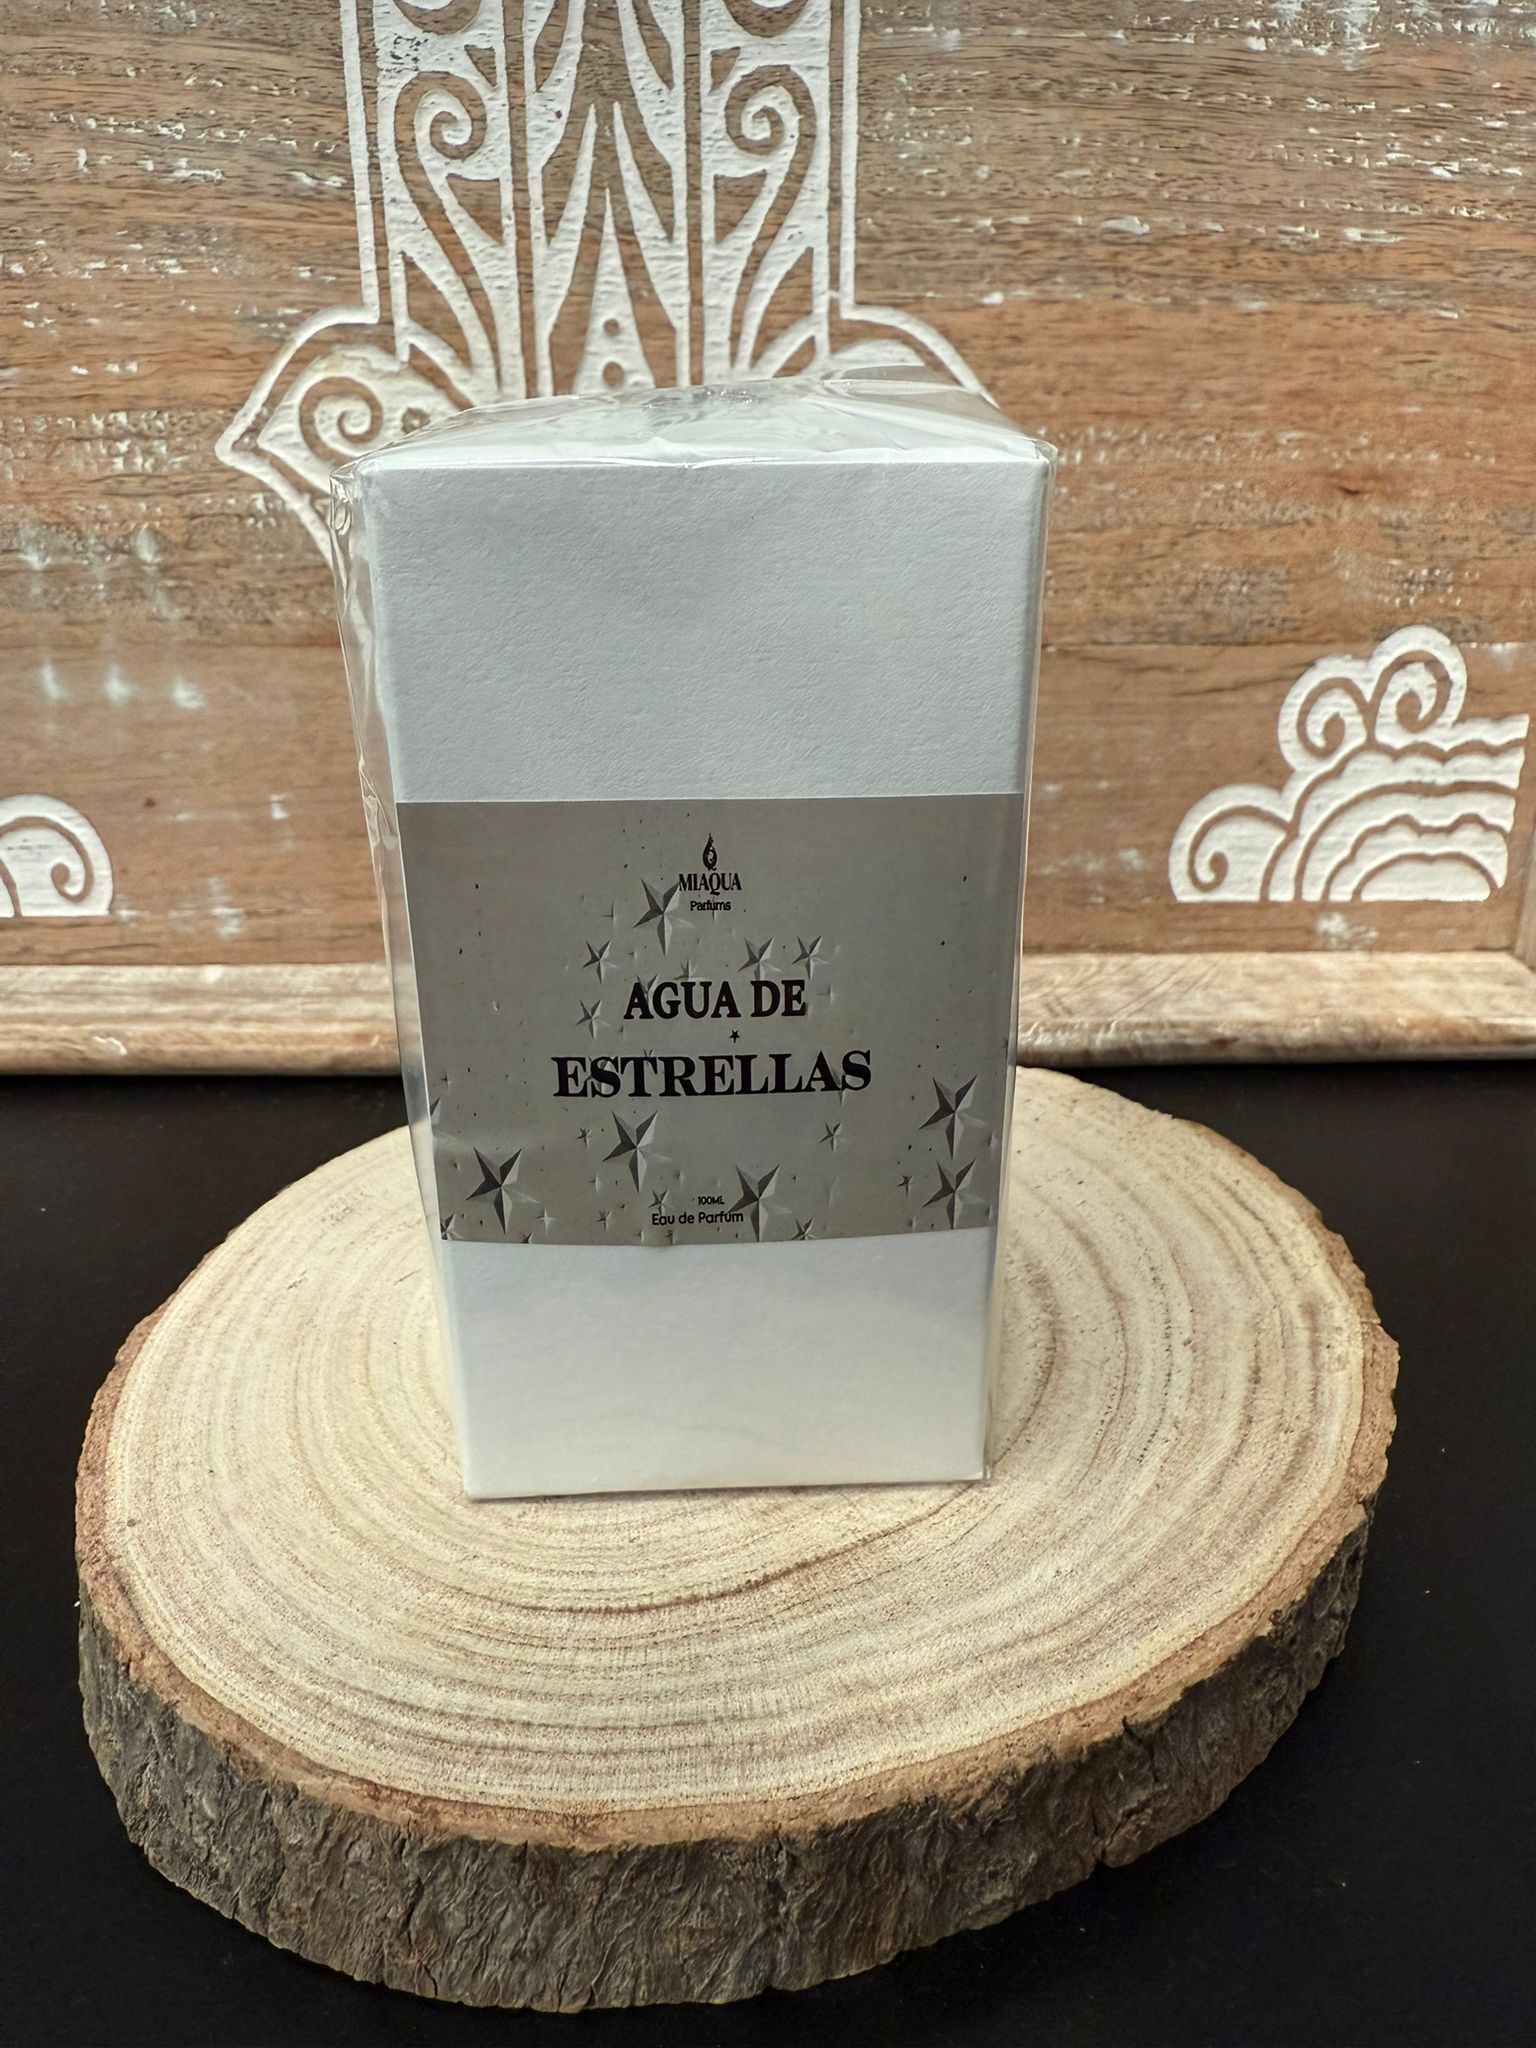 MIAQUA
Parfums
AGUA DE
ESTRELLAS
100ML
Eau de Parfum